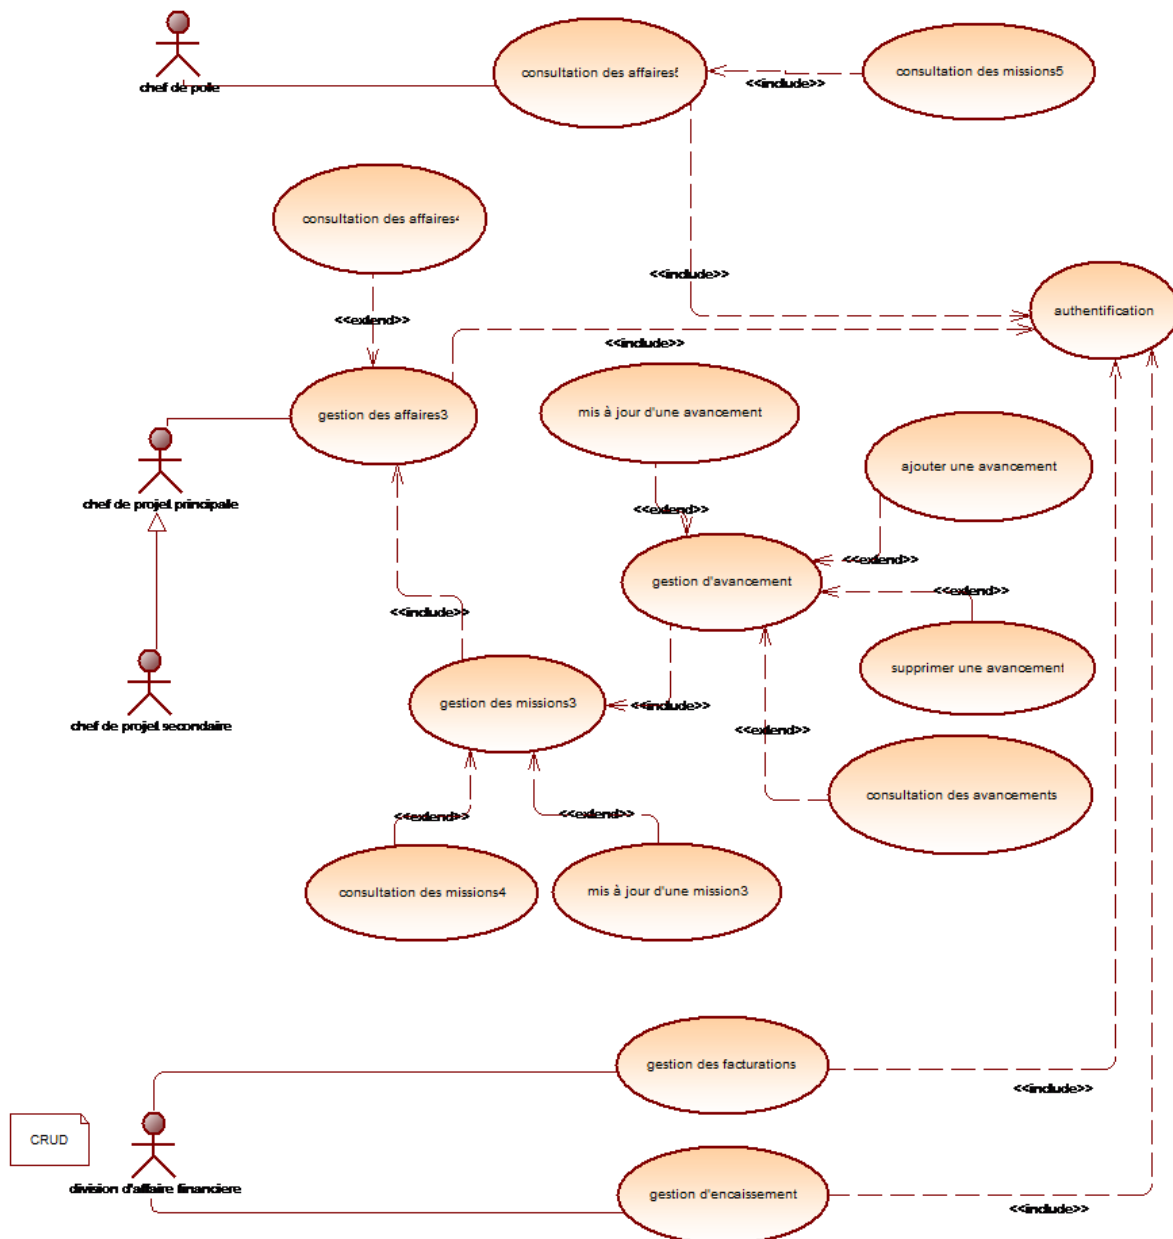 chef de pole
consultation des affaires5
<<include>>
consultation des missions5
consultation des affaires4
<<include>>
authentification
<<extend>>
<<include>>
gestion des affaires3
mis à jour d'une avancement
ajouter une avancement
chef de projet principale
<<extend>>
<<extend>>
gestion d'avancement
<<extend>>
<<include>>
supprimer une avancement
gestion des missions3
<<include>>
chef de projet secondaire
<<extend>>
consultation des avancements
<<extend>>
<<extend>>
consultation des missions4
mis à jour d'une mission3
gestion des facturations
<<include>>
CRUD
division d'affaire financiere
gestion d'encaissement
<<include>>